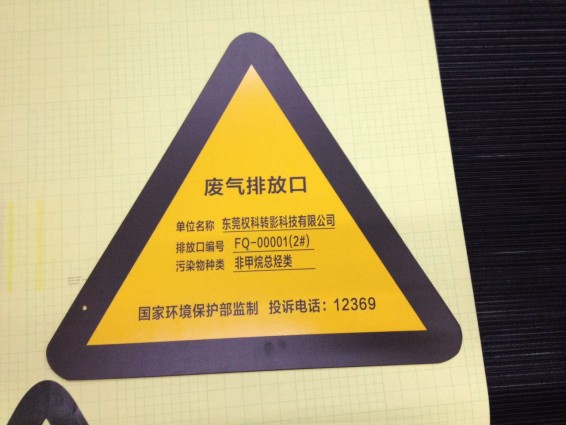 废气排放口
单位名称 东莞权科转影科技有限公司
排放口编号 FQ-00001(2#)
污染物种类 非甲烷总烃类
国家环境保护部监制 投诉电话：12369